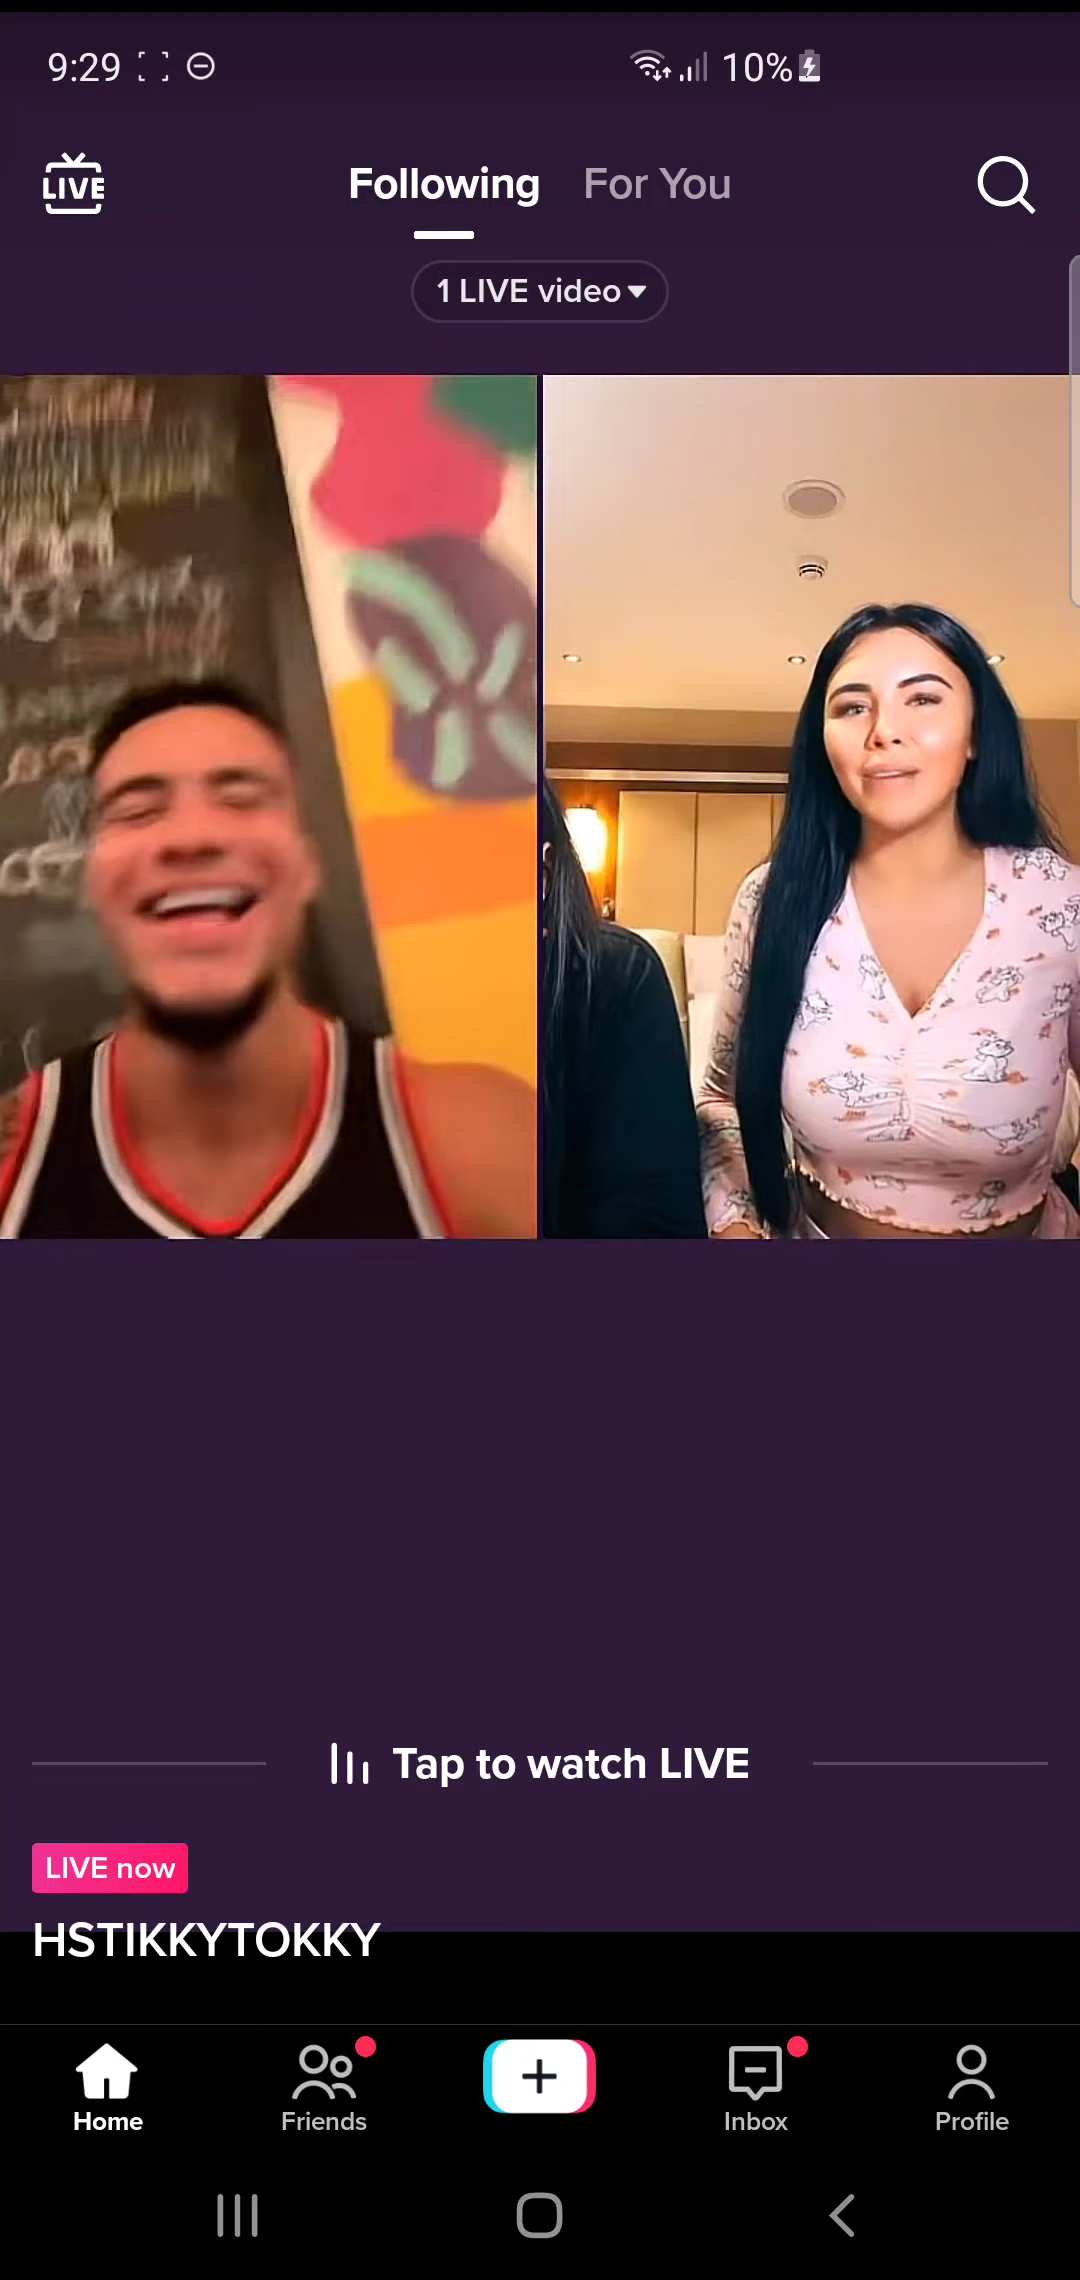 9:29
10%
LIVE
Following For You
1 LIVE video
Tap to watch LIVE
LIVE now
HSTIKKYTOKKY
Home Friends Inbox Profile